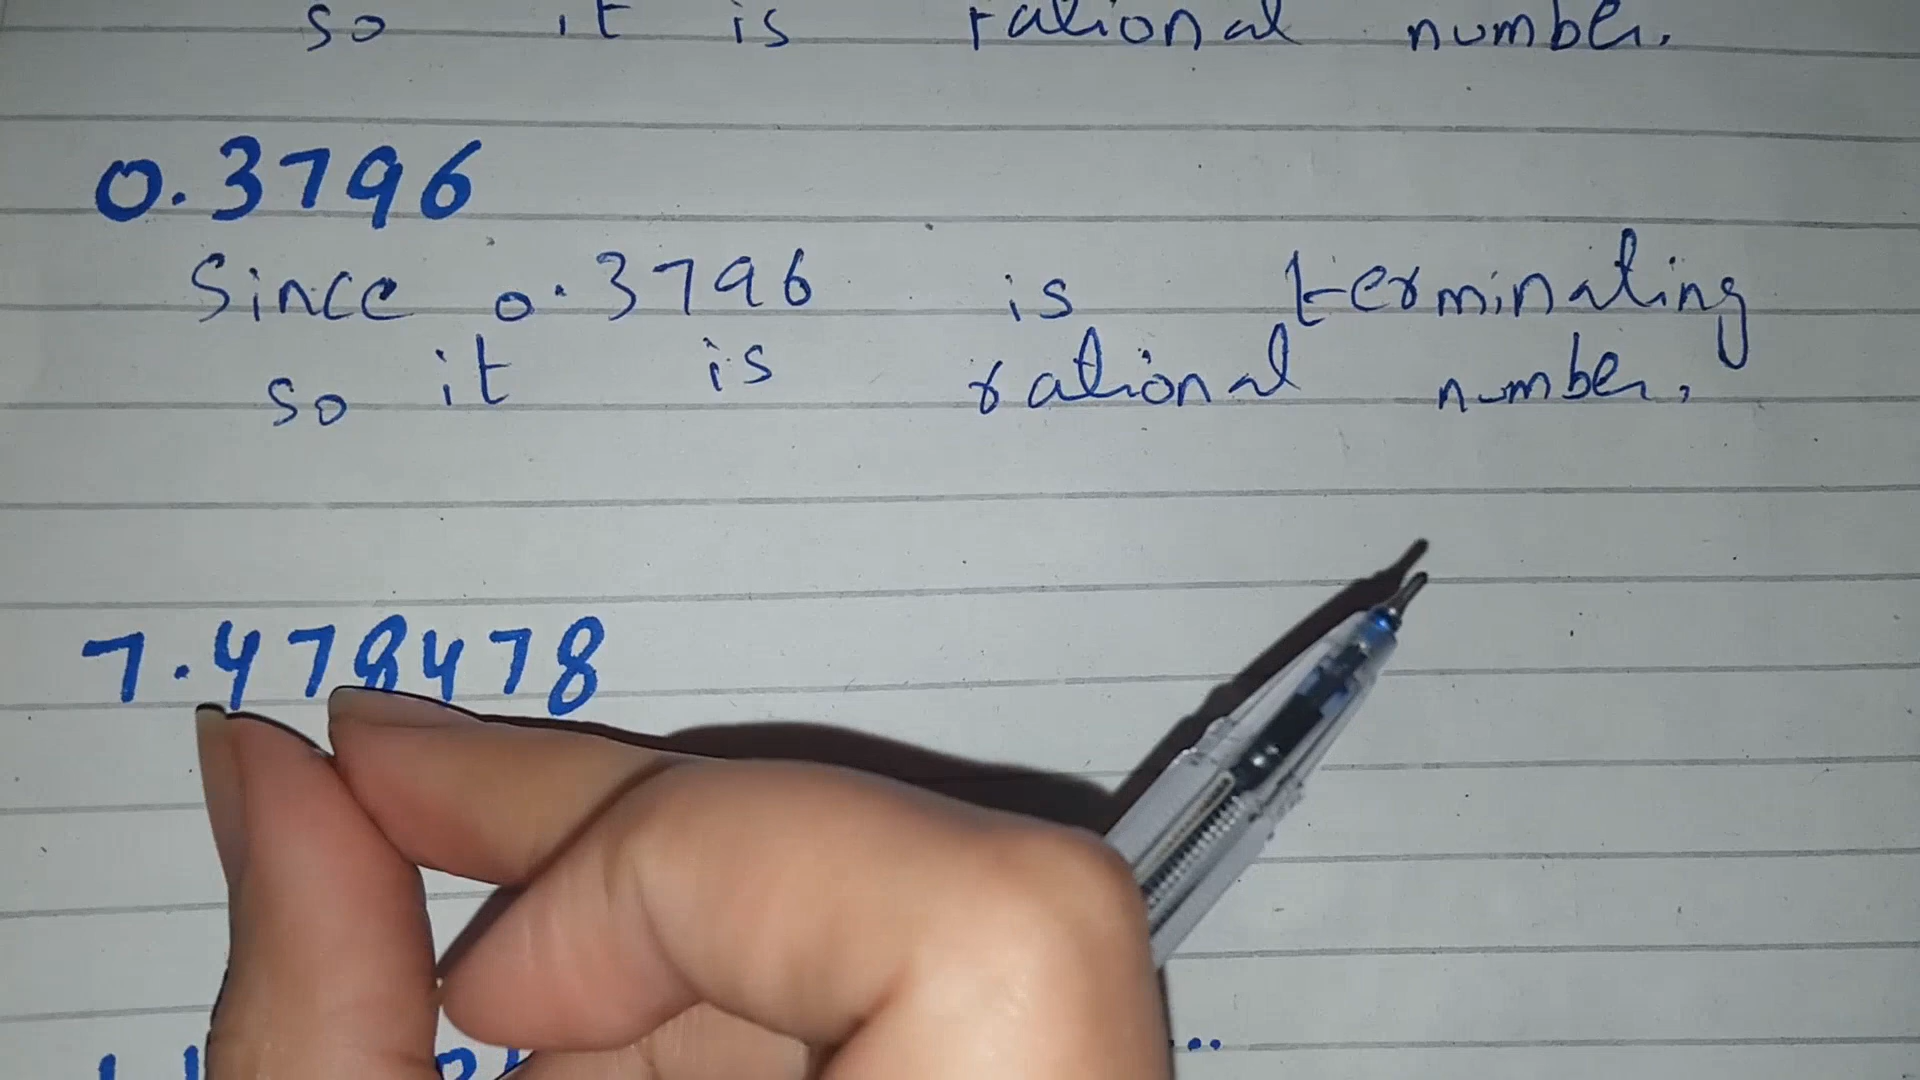 so it is rational number.
0.3796
Since 0.3796 is terminating
so it is rational number.
7.478478